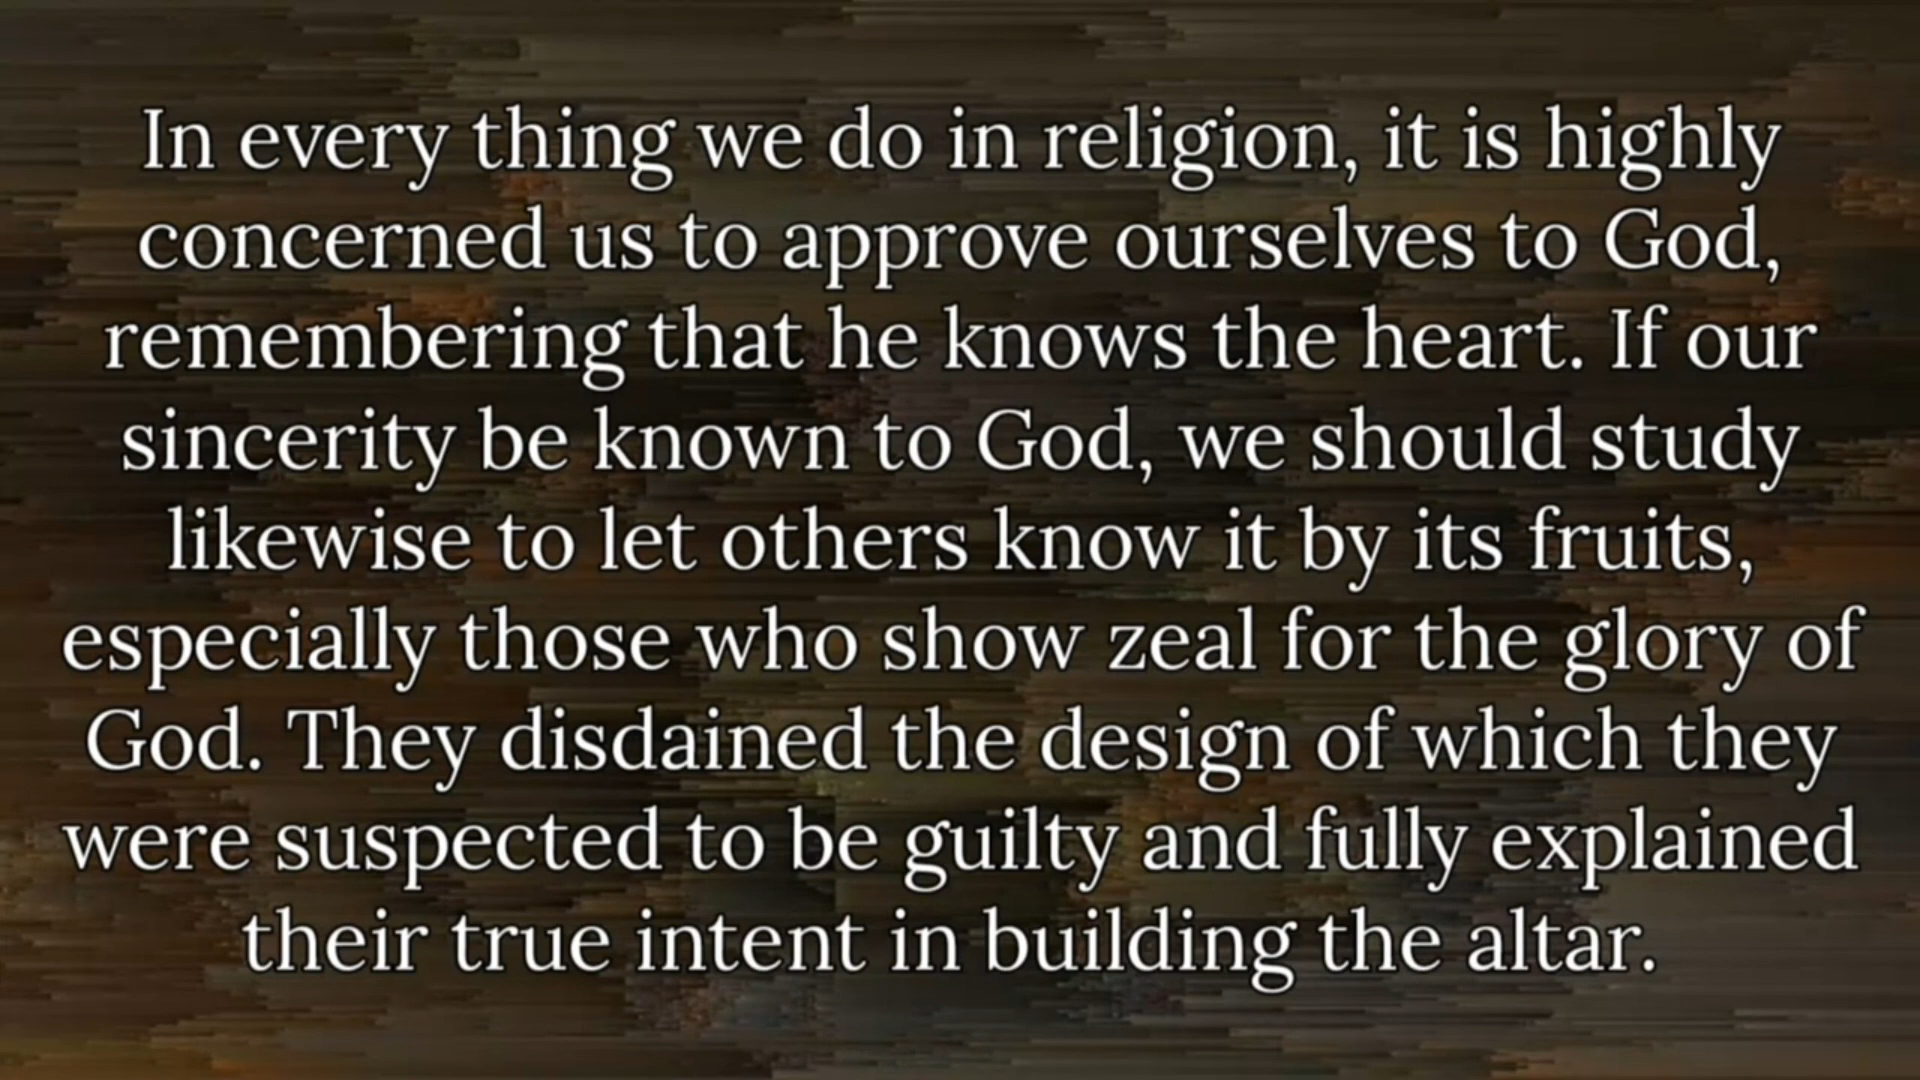 In every thing we do in religion, it is highly
concerned us to approve ourselves to God,
remembering that he knows the heart. If our
sincerity be known to God, we should study
likewise to let others know it by its fruits,
especially those who show zeal for the glory of
God. They disdained the design of which they
were suspected to be guilty and fully explained
their true intent in building the altar.